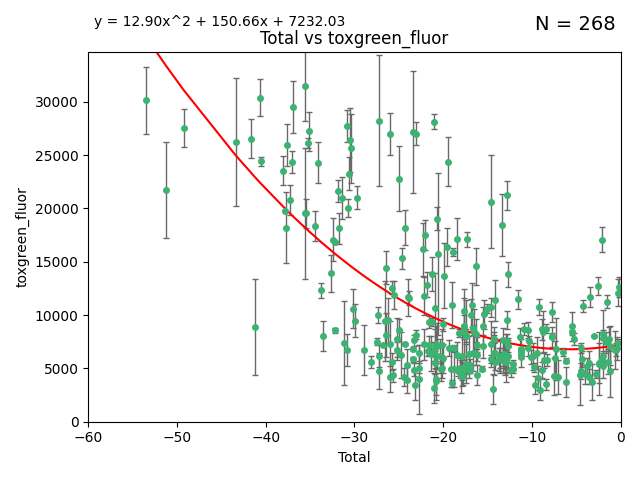 y = 12.90x^2 + 150.66x + 7232.03
N = 268
Total vs toxgreen_fluor
30000
25000
20000
15000
10000
5000
0
toxgreen_fluor
−60
−50
−40
−30
−20
−10
0
Total